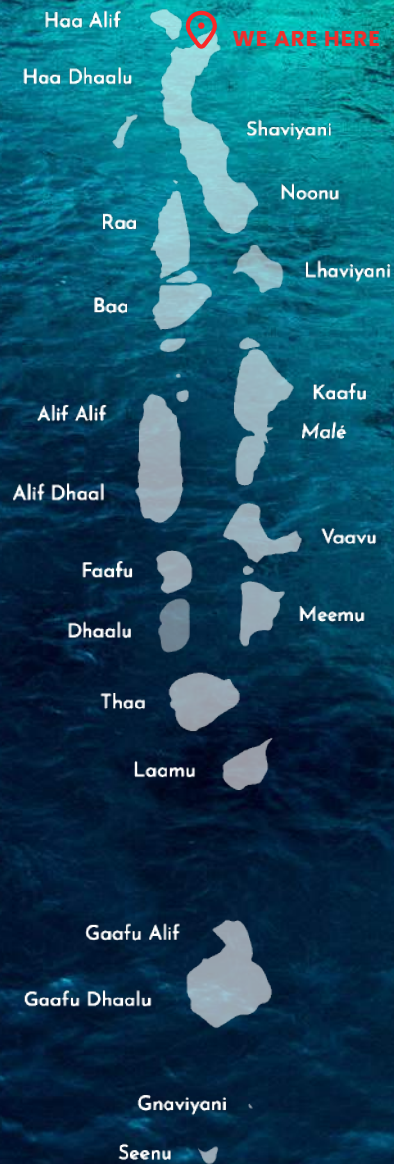 Haa Alif
WE ARE HERE
Haa Dhaalu
Shaviyani
Noonu
Raa
Lhaviyani
Baa
Kaafu
Alif Alif
Malé
Alif Dhaal
Vaavu
Faafu
Meemu
Dhaalu
Thaa
Laamu
Gaafu Alif
Gaafu Dhaalu
Gnaviyani
Seenu